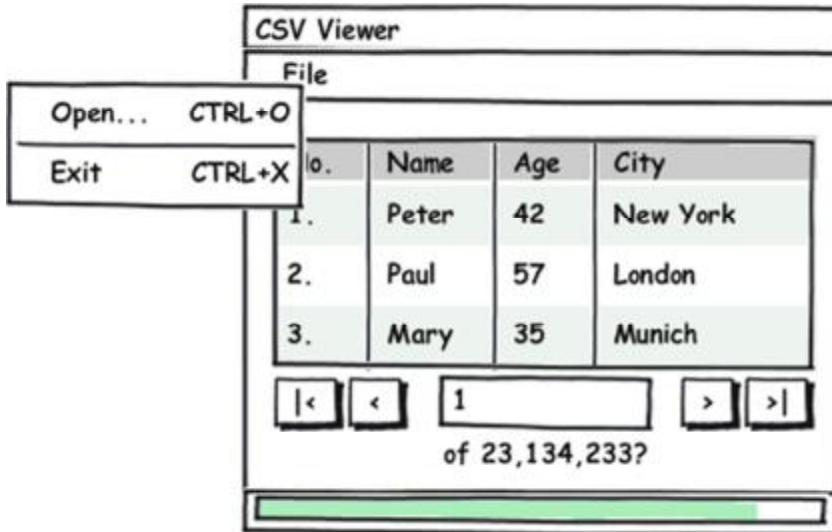 CSV Viewer
File
Open... CTRL+O
Exit CTRL+X
o. Name Age City
1. Peter 42 New York
2. Paul 57 London
3. Mary 35 Munich
|< < 1 > >|
of 23,134,233?